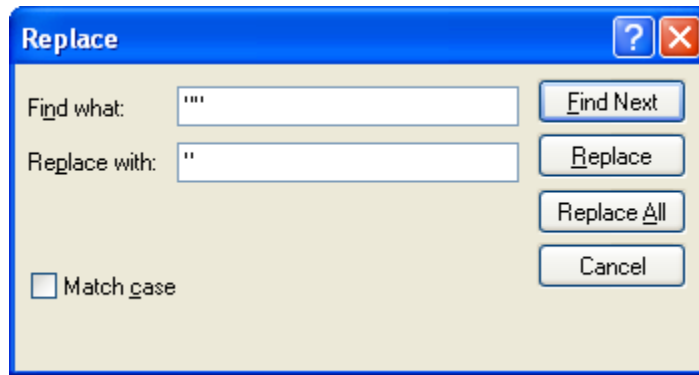 Replace
Find what: ""
Find Next
Replace with: "
Replace
Replace All
Cancel
Match case